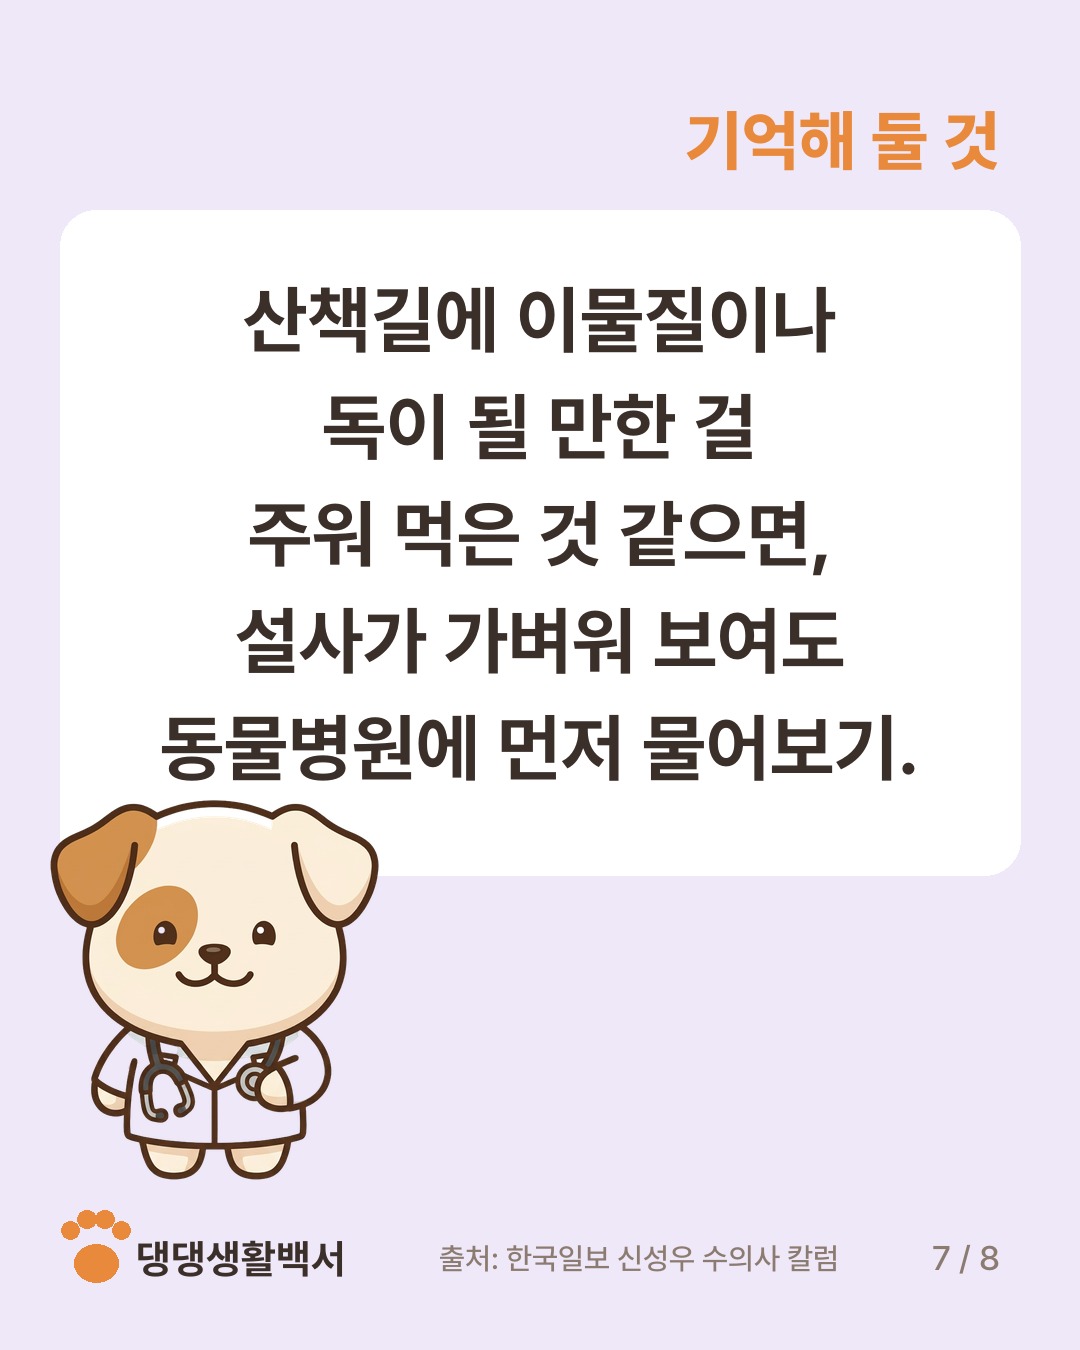 기억해 둘 것
산책길에 이물질이나
독이 될 만한 걸
주워 먹은 것 같으면,
설사가 가벼워 보여도
동물병원에 먼저 물어보기.
댕댕생활백서
출처: 한국일보 신성우 수의사 칼럼
7 / 8